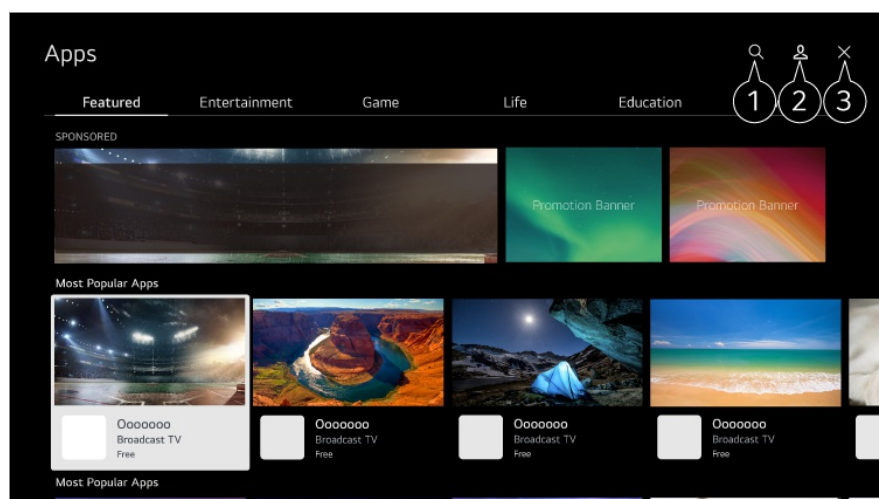 Apps
1 2 3
Featured Entertainment Game Life Education
SPONSORED
Promotion Banner Promotion Banner
Most Popular Apps
Ooooooo Ooooooo Ooooooo Ooooooo
Broadcast TV Broadcast TV Broadcast TV Broadcast TV
Free Free Free Free
Most Popular Apps